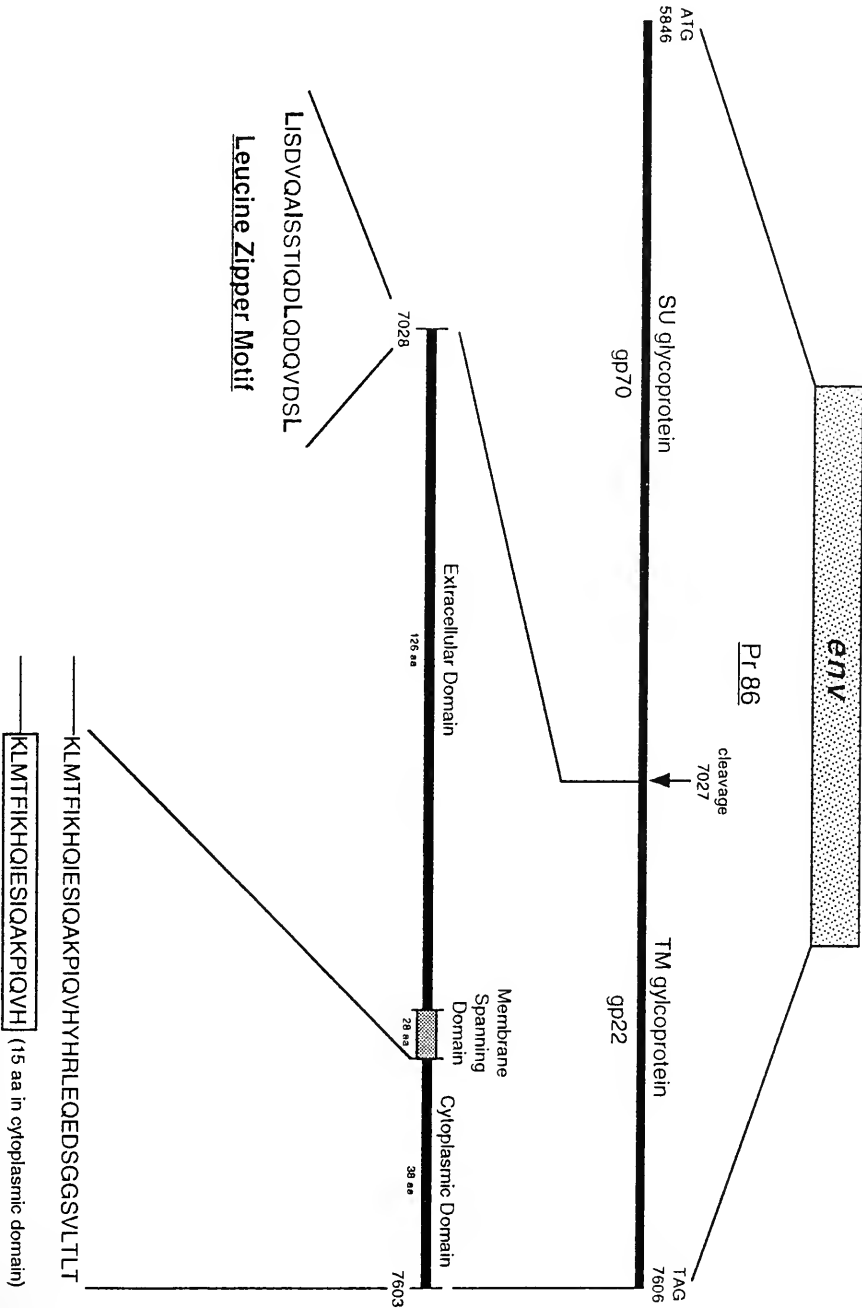 env
ATG
5846
TAG
7606
SU glycoprotein
gp70
Pr 86
cleavage
7027
TM gylcoprotein
gp22
7028
Extracellular Domain
126 aa
Membrane
Spanning
Domain
28 aa
Cytoplasmic Domain
38 aa
7603
LISDVQAISSTIQDLQDQVDSL
Leucine Zipper Motif
KLMTFIKHQIESIQAKPIQVHYHRLEQEDSGGSVLTLT
KLMTFIKHQIESIQAKPIQVH (15 aa in cytoplasmic domain)